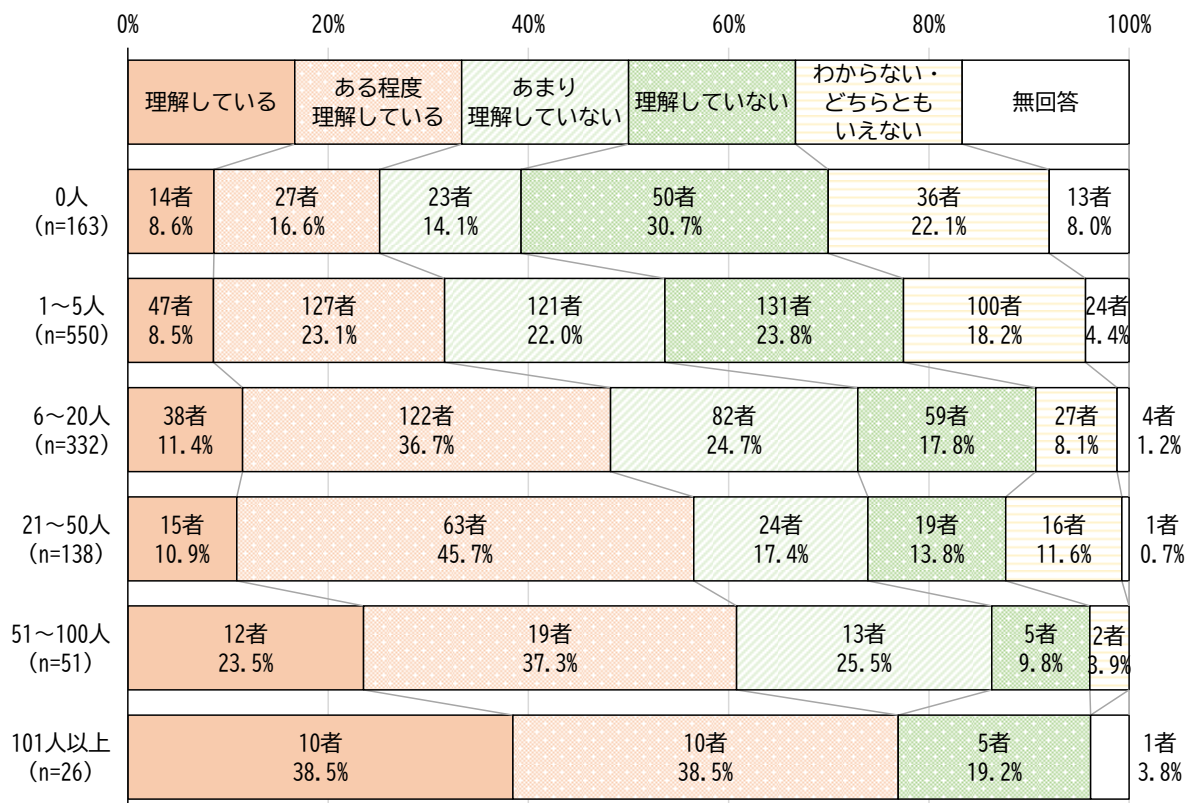 0% 20% 40% 60% 80% 100%
理解している
ある程度
理解している
あまり
理解していない
理解していない
わからない・
どちらとも
いえない
無回答
0人
(n=163)
14者 27者 23者 50者 36者 13者
8.6% 16.6% 14.1% 30.7% 22.1% 8.0%
1～5人
(n=550)
47者 127者 121者 131者 100者 24者
8.5% 23.1% 22.0% 23.8% 18.2% 4.4%
6～20人
(n=332)
38者 122者 82者 59者 27者 4者
11.4% 36.7% 24.7% 17.8% 8.1% 1.2%
21～50人
(n=138)
15者 63者 24者 19者 16者 1者
10.9% 45.7% 17.4% 13.8% 11.6% 0.7%
51～100人
(n=51)
12者 19者 13者 5者 2者
23.5% 37.3% 25.5% 9.8% 3.9%
101人以上
(n=26)
10者 10者 5者 1者
38.5% 38.5% 19.2% 3.8%